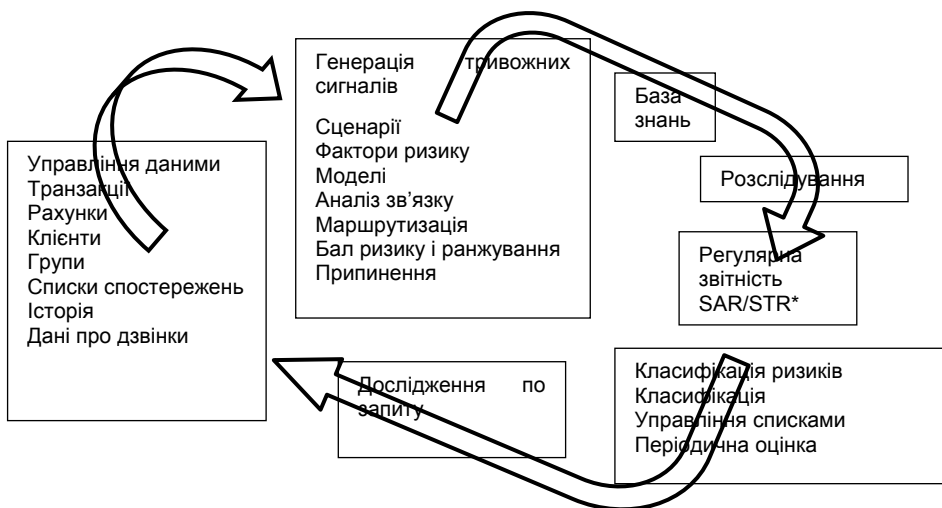 Генерація тривожних
сигналів
Сценарії
Фактори ризику
Моделі
Аналіз зв’язку
Маршрутизація
Бал ризику і ранжування
Припинення
База
знань
Розслідування
Регулярна
звітність
SAR/STR*
Управління даними
Транзакції
Рахунки
Клієнти
Групи
Списки спостережень
Історія
Дані про дзвінки
Дослідження по
запиту
Класифікація ризиків
Класифікація
Управління списками
Періодична оцінка